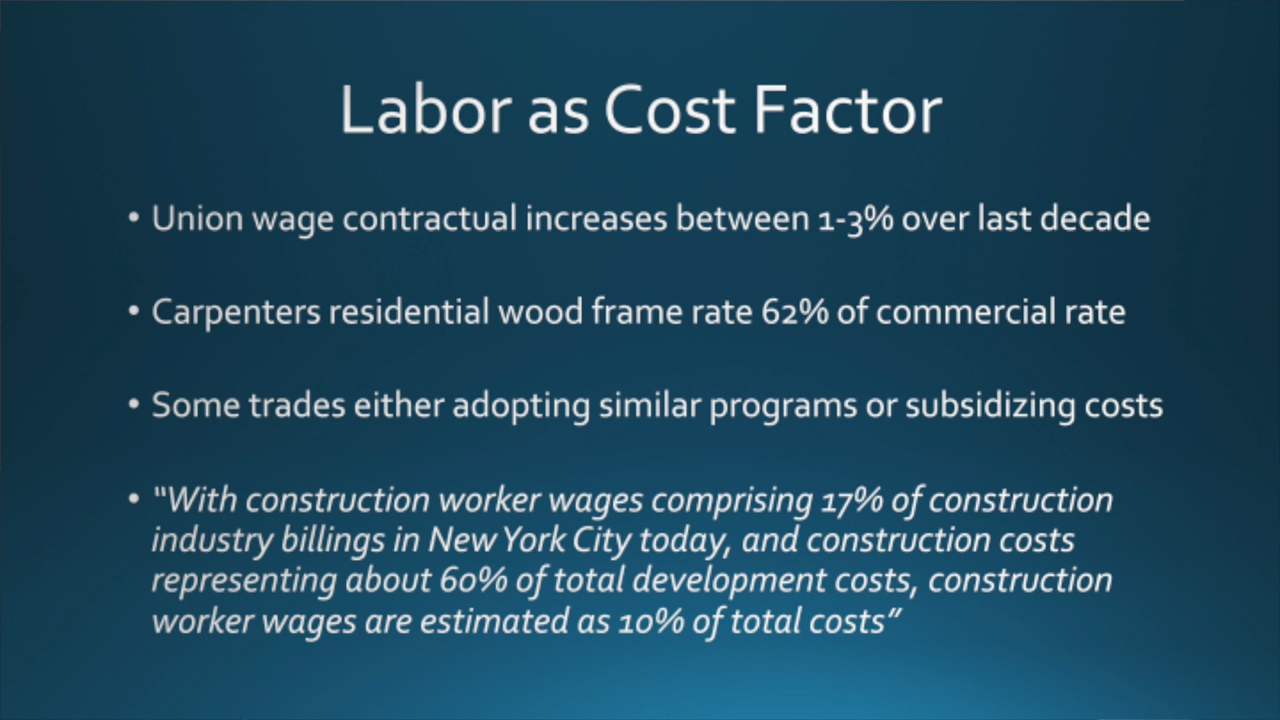 Labor as Cost Factor
• Union wage contractual increases between 1-3% over last decade
• Carpenters residential wood frame rate 62% of commercial rate
• Some trades either adopting similar programs or subsidizing costs
• “With construction worker wages comprising 17% of construction
industry billings in New York City today, and construction costs
representing about 60% of total development costs, construction
worker wages are estimated as 10% of total costs”